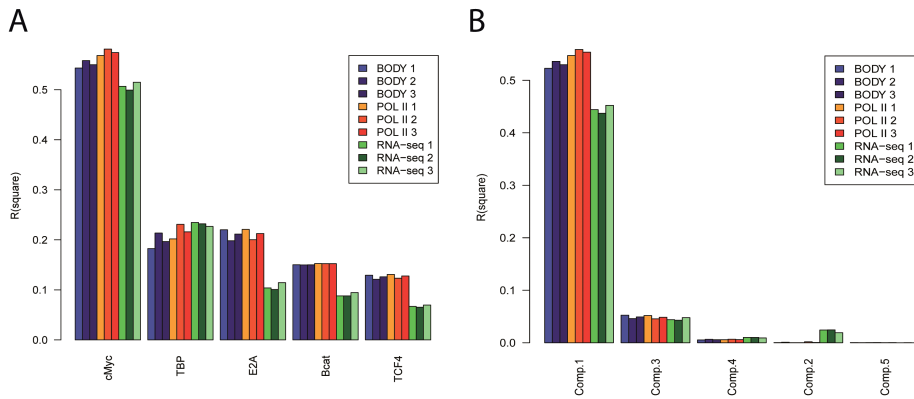 A
R(square)
0.5
0.4
0.3
0.2
0.1
0.0
cMyc
TBP
E2A
Bcat
TCF4
BODY 1
BODY 2
BODY 3
POL II 1
POL II 2
POL II 3
RNA−seq 1
RNA−seq 2
RNA−seq 3
B
R(square)
0.5
0.4
0.3
0.2
0.1
0.0
Comp.1
Comp.3
Comp.4
Comp.2
Comp.5
BODY 1
BODY 2
BODY 3
POL II 1
POL II 2
POL II 3
RNA−seq 1
RNA−seq 2
RNA−seq 3